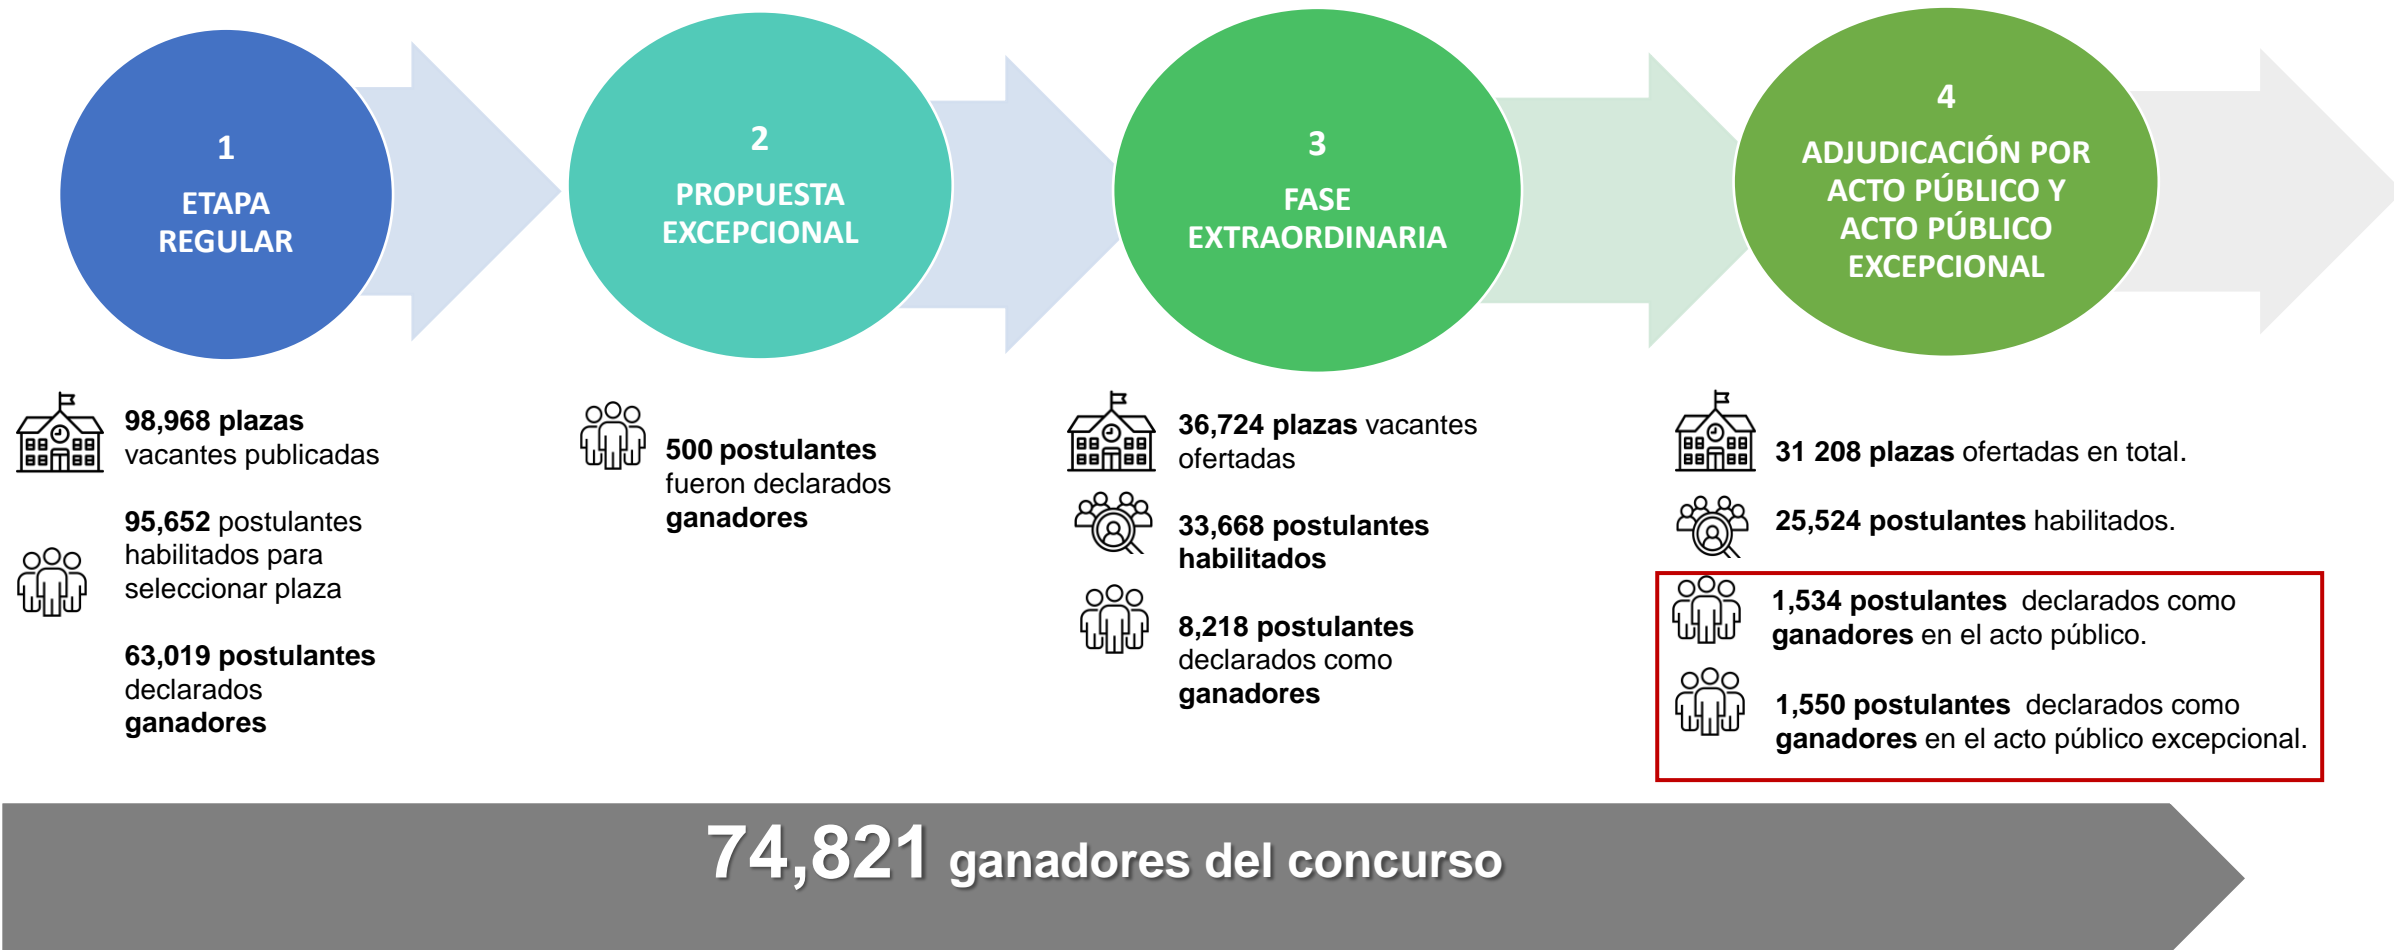 1
ETAPA
REGULAR
2
PROPUESTA
EXCEPCIONAL
3
FASE
EXTRAORDINARIA
4
ADJUDICACIÓN POR
ACTO PÚBLICO Y
ACTO PÚBLICO
EXCEPCIONAL
98,968 plazas
vacantes publicadas
95,652 postulantes
habilitados para
seleccionar plaza
63,019 postulantes
declarados
ganadores
500 postulantes
fueron declarados
ganadores
36,724 plazas vacantes
ofertadas
33,668 postulantes
habilitados
8,218 postulantes
declarados como
ganadores
31 208 plazas ofertadas en total.
25,524 postulantes habilitados.
1,534 postulantes declarados como
ganadores en el acto público.
1,550 postulantes declarados como
ganadores en el acto público excepcional.
74,821 ganadores del concurso